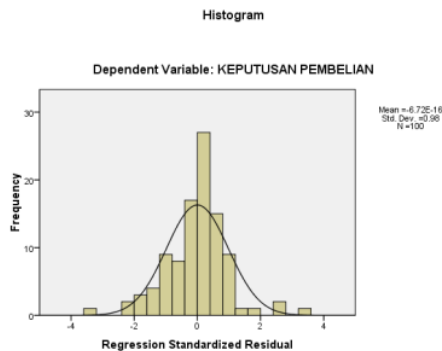 Histogram
Dependent Variable: KEPUTUSAN PEMBELIAN
Mean =-6.72E-16
Std. Dev. =0.98
N =100
Frequency
30
20
10
0
-4
-2
0
2
4
Regression Standardized Residual